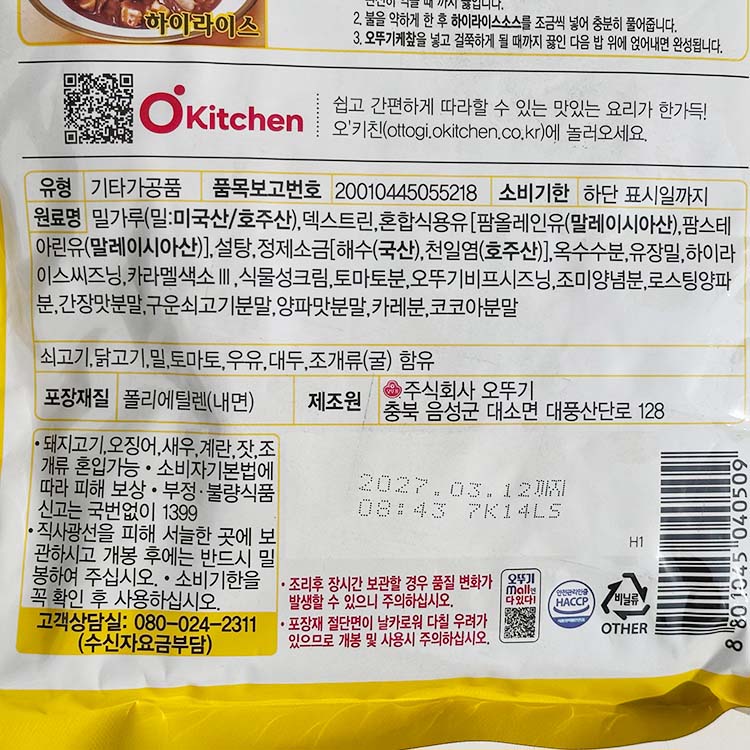 하이라이스
2. 불을 약하게 한 후 하이라이스소스를 조금씩 넣어 충분히 풀어줍니다.
3. 오뚜기케챂을 넣고 걸쭉하게 될 때까지 끓인 다음 밥 위에 얹어내면 완성됩니다.
O'Kitchen
쉽고 간편하게 따라할 수 있는 맛있는 요리가 한가득!
오'키친(ottogi.okitchen.co.kr)에 놀러오세요.
유형 기타가공품 품목보고번호 20010445055218 소비기한 하단 표시일까지
원료명 밀가루(밀:미국산/호주산),덱스트린,혼합식용유[팜올레인유(말레이시아산),팜스테
아린유(말레이시아산)],설탕,정제소금[해수(국산),천일염(호주산)],옥수수분,유장밀,하이라
이스씨즈닝,카라멜색소Ⅲ,식물성크림,토마토분,오뚜기비프시즈닝,조미양념분,로스팅양파
분,간장맛분말,구운쇠고기분말,양파맛분말,카레분,코코아분말
쇠고기,닭고기,밀,토마토,우유,대두,조개류(굴) 함유
포장재질 폴리에틸렌(내면) 제조원 주식회사 오뚜기
충북 음성군 대소면 대풍산단로 128
• 돼지고기,오징어,새우,계란,잣,조
개류 혼입가능 • 소비자기본법에
따라 피해 보상 • 부정·불량식품
신고는 국번없이 1399
• 직사광선을 피해 서늘한 곳에 보
관하시고 개봉 후에는 반드시 밀
봉하여 주십시오. • 소비기한을
꼭 확인 후 사용하십시오.
고객상담실: 080-024-2311
(수신자요금부담)
2027.03.12까지
08:43 7K14LS
H1
• 조리후 장시간 보관할 경우 품질 변화가
발생할 수 있으니 주의하십시오.
• 포장재 절단면이 날카로워 다칠 우려가
있으므로 개봉 및 사용시 주의하십시오.
오뚜기
mall엔
다있다!
안전관리인증
HACCP
비닐류
OTHER
8 801045 040509